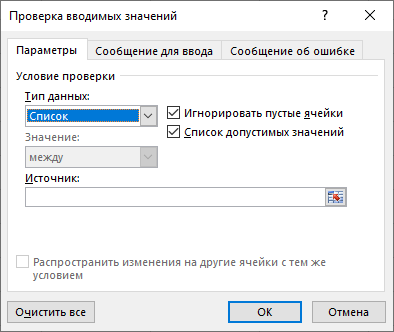 Проверка вводимых значений
?
Параметры Сообщение для ввода Сообщение об ошибке
Условие проверки
Тип данных:
Список
Игнорировать пустые ячейки
Список допустимых значений
Значение:
между
Источник:
Распространить изменения на другие ячейки с тем же
условием
Очистить все ОК Отмена